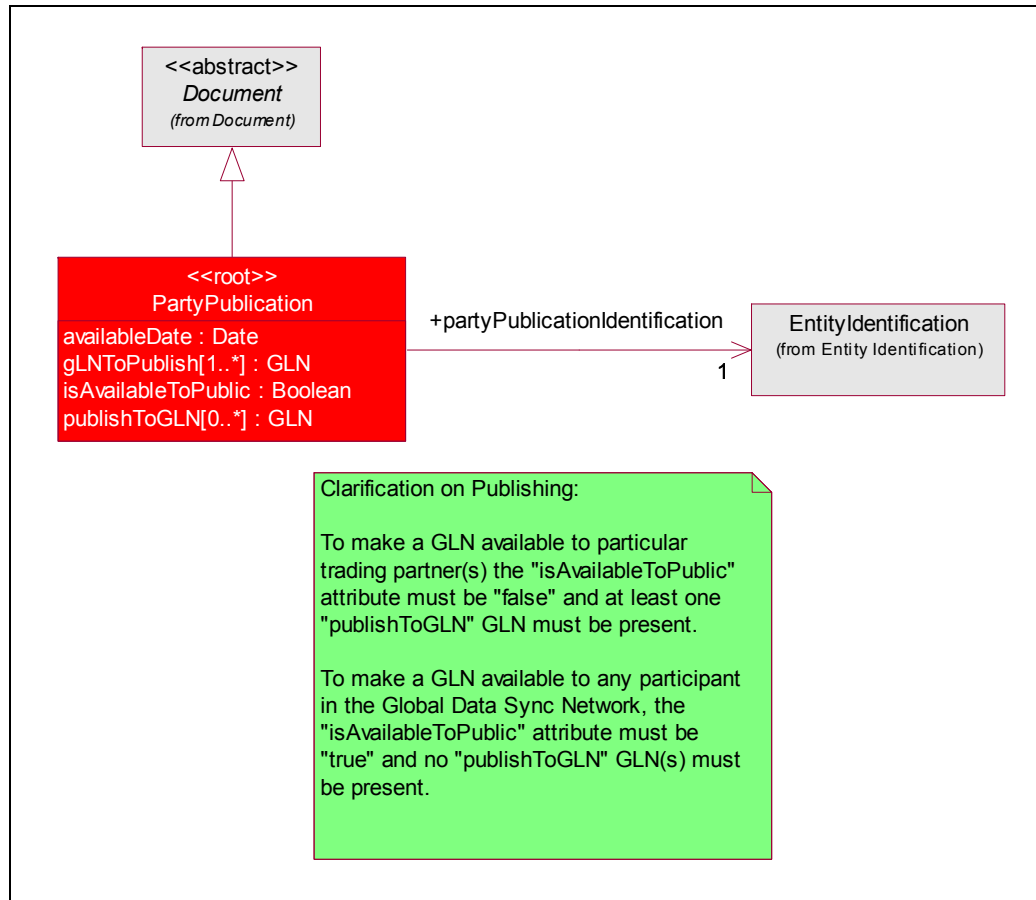 <<abstract>>
Document
(from Document)
<<root>>
PartyPublication
availableDate : Date
gLNToPublish[1..*] : GLN
isAvailableToPublic : Boolean
publishToGLN[0..*] : GLN
+partyPublicationIdentification
1
EntityIdentification
(from Entity Identification)
Clarification on Publishing:
To make a GLN available to particular
trading partner(s) the "isAvailableToPublic"
attribute must be "false" and at least one
"publishToGLN" GLN must be present.
To make a GLN available to any participant
in the Global Data Sync Network, the
"isAvailableToPublic" attribute must be
"true" and no "publishToGLN" GLN(s) must
be present.